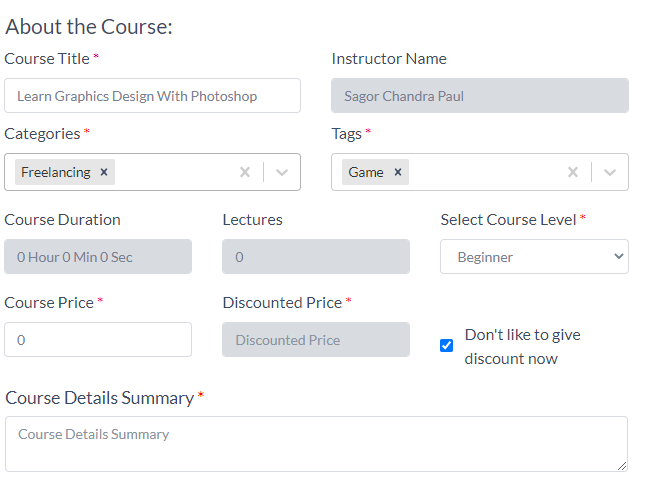 About the Course:
Course Title *
Instructor Name
Learn Graphics Design With Photoshop
Sagor Chandra Paul
Categories *
Tags *
Freelancing ×
Game ×
Course Duration
Lectures
Select Course Level *
0 Hour 0 Min 0 Sec
0
Beginner
Course Price *
Discounted Price *
0
Discounted Price
Don't like to give
discount now
Course Details Summary *
Course Details Summary